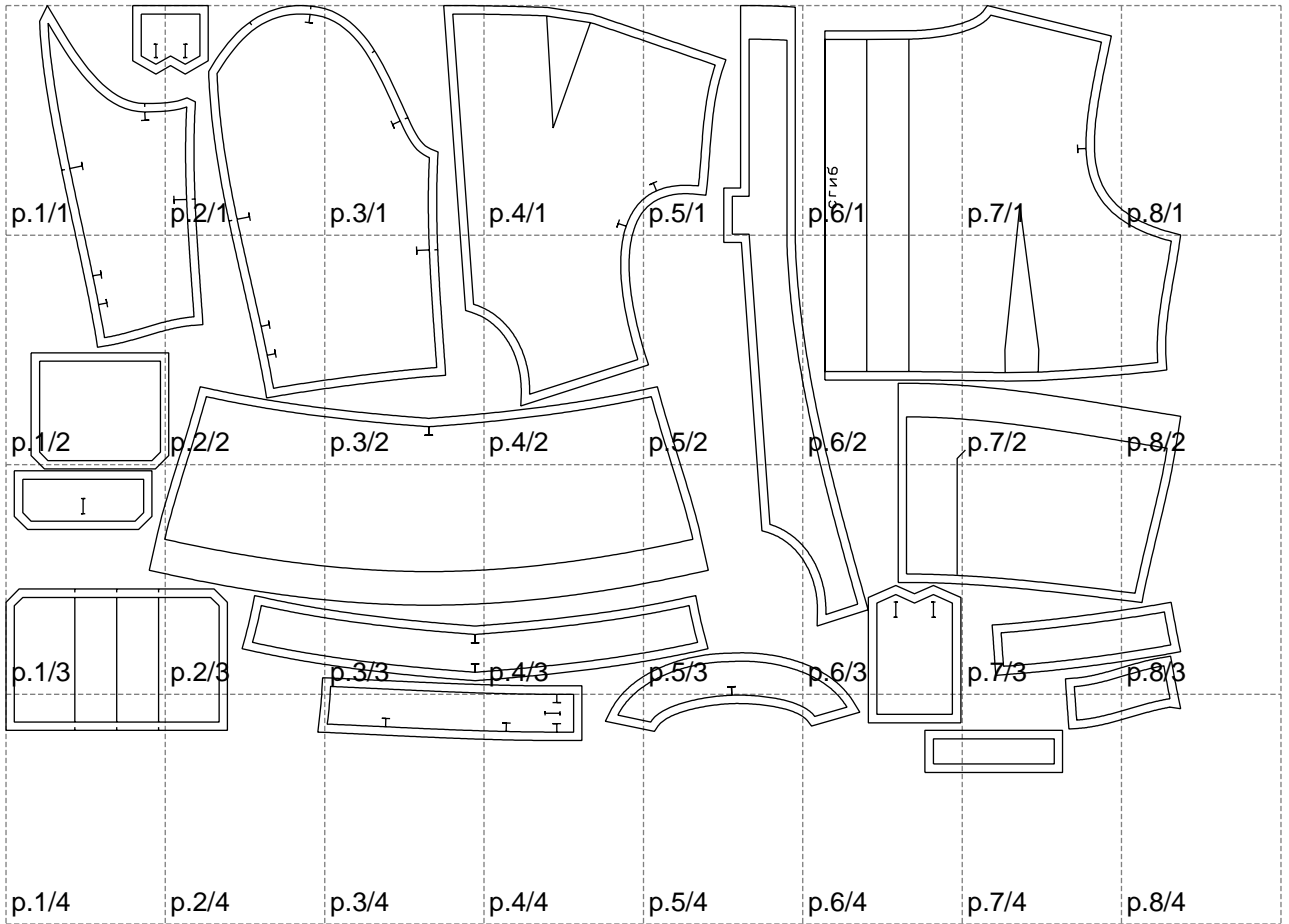 сгиб
p.1/1 p.2/1 p.3/1 p.4/1 p.5/1 p.6/1 p.7/1 p.8/1
p.1/2 p.2/2 p.3/2 p.4/2 p.5/2 p.6/2 p.7/2 p.8/2
p.1/3 p.2/3 p.3/3 p.4/3 p.5/3 p.6/3 p.7/3 p.8/3
p.1/4 p.2/4 p.3/4 p.4/4 p.5/4 p.6/4 p.7/4 p.8/4